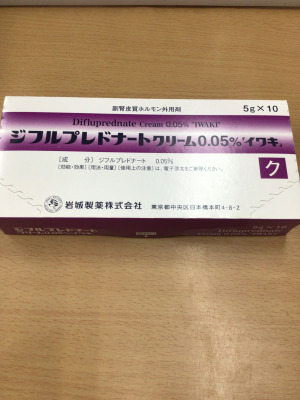 副腎皮質ホルモン外用剤
5g×10
Difluprednate Cream 0.05% "IWAKI"
ジフルプレドナートクリーム0.05%「イワキ」
〔成 分〕ジフルプレドナート 0.05%
〔効能・効果〕〔用法・用量〕〔使用上の注意〕は、電子添文をご参照ください。
ク
岩城製薬株式会社 東京都中央区日本橋本町4-8-2